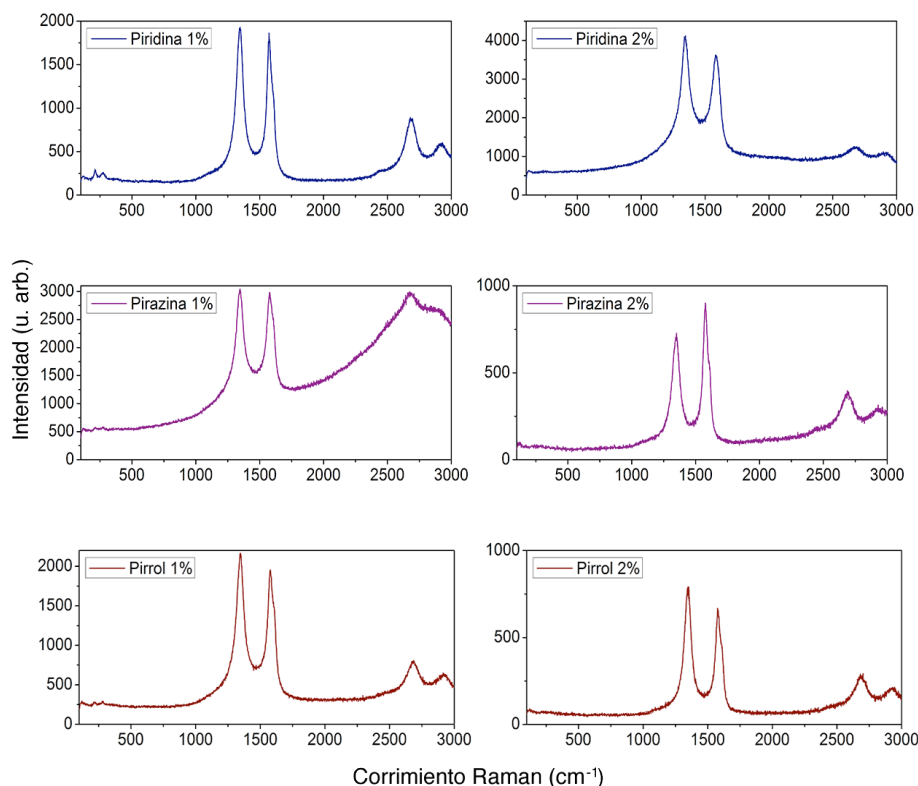 Intensidad (u. arb.)
Piridina 1%
2000
1500
1000
500
0
500 1000 1500 2000 2500 3000
Piridina 2%
4000
3000
2000
1000
0
500 1000 1500 2000 2500 3000
Pirazina 1%
3000
2500
2000
1500
1000
500
0
500 1000 1500 2000 2500 3000
Pirazina 2%
1000
500
0
500 1000 1500 2000 2500 3000
Pirrol 1%
2000
1500
1000
500
0
500 1000 1500 2000 2500 3000
Pirrol 2%
1000
500
0
500 1000 1500 2000 2500 3000
Corrimiento Raman (cm⁻¹)